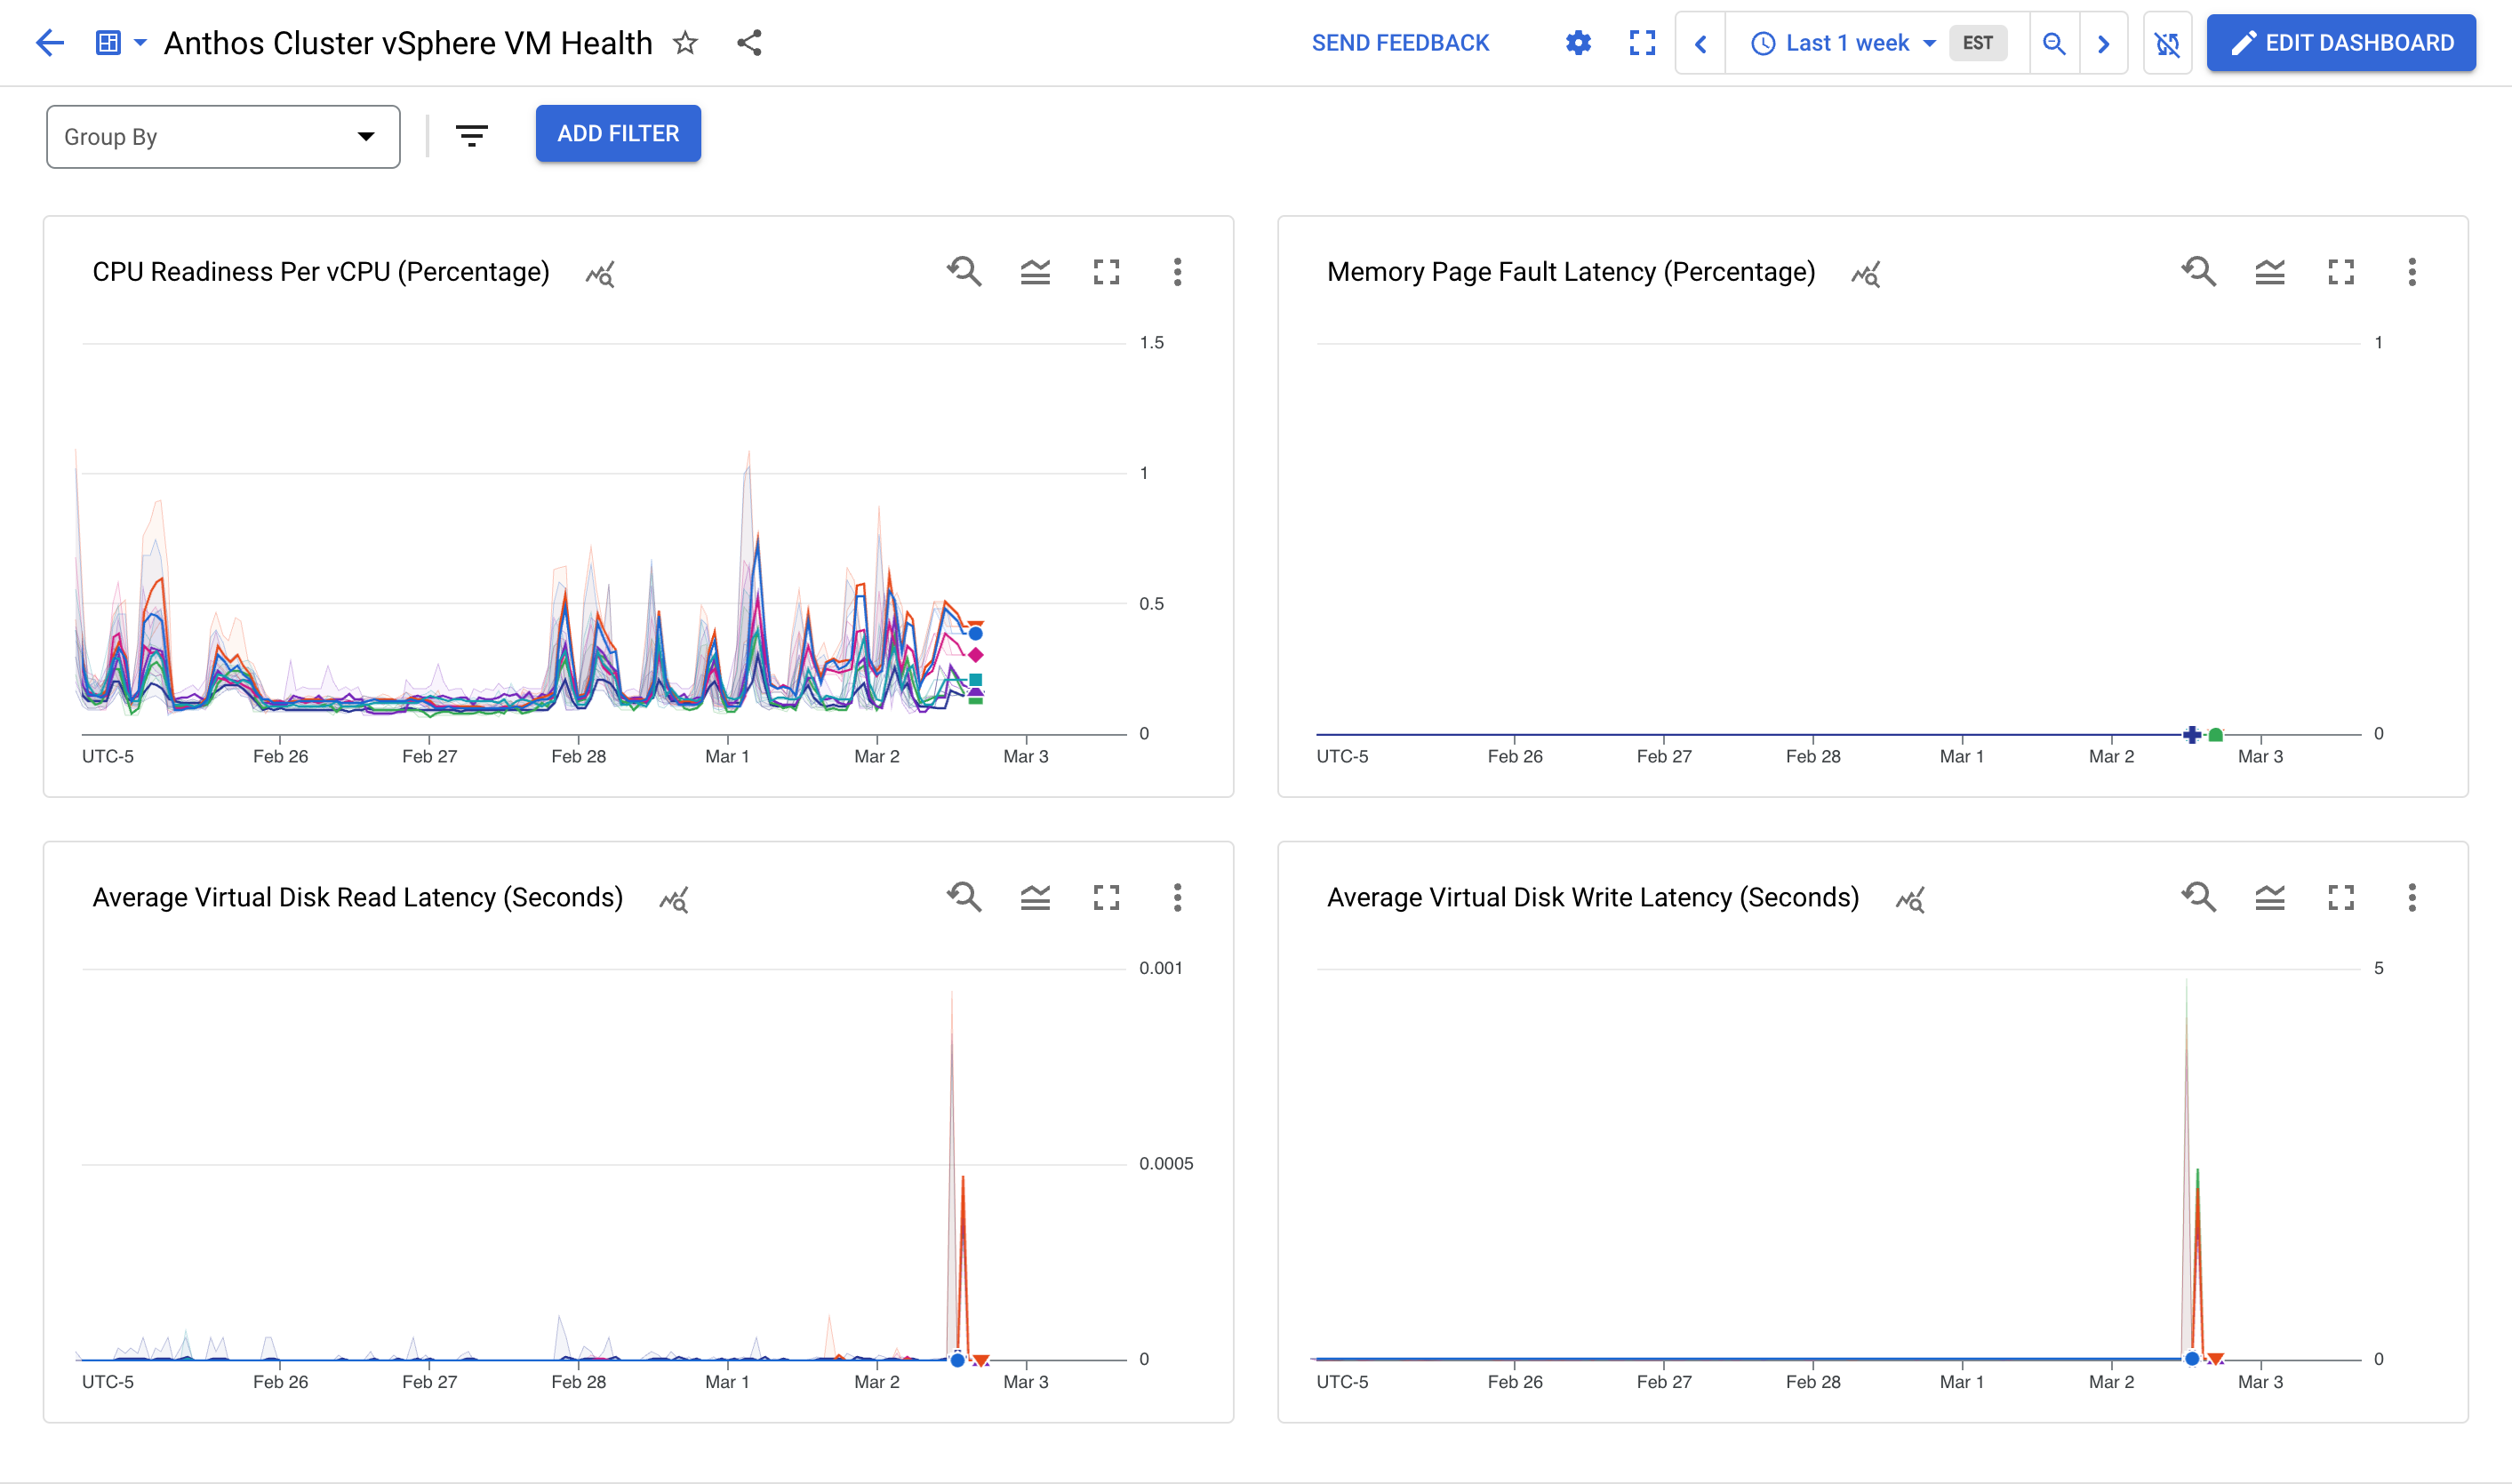 Anthos Cluster vSphere VM Health
SEND FEEDBACK
Last 1 week
EST
EDIT DASHBOARD
Group By
ADD FILTER
CPU Readiness Per vCPU (Percentage)
1.5
1
0.5
0
UTC-5 Feb 26 Feb 27 Feb 28 Mar 1 Mar 2 Mar 3
Memory Page Fault Latency (Percentage)
1
0
UTC-5 Feb 26 Feb 27 Feb 28 Mar 1 Mar 2 Mar 3
Average Virtual Disk Read Latency (Seconds)
0.001
0.0005
0
UTC-5 Feb 26 Feb 27 Feb 28 Mar 1 Mar 2 Mar 3
Average Virtual Disk Write Latency (Seconds)
5
0
UTC-5 Feb 26 Feb 27 Feb 28 Mar 1 Mar 2 Mar 3